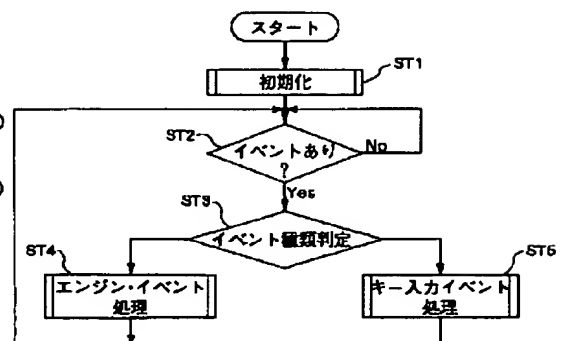 スタート
初期化
ST1
ST2
イベントあり
?
No
Yes
ST3
イベント種類判定
ST4
エンジン・イベント
処理
ST5
キー入力イベント
処理